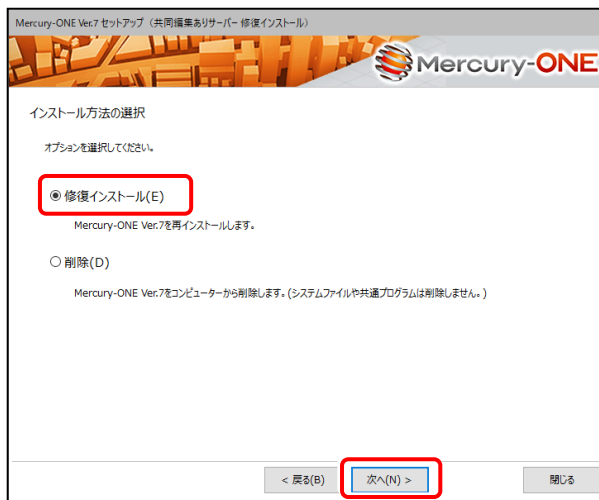 Mercury-ONE Ver.7 セットアップ（共同編集ありサーバー 修復インストール）
Mercury-ONE
インストール方法の選択
オプションを選択してください。
修復インストール(E)
Mercury-ONE Ver.7を再インストールします。
削除(D)
Mercury-ONE Ver.7をコンピューターから削除します。(システムファイルや共通プログラムは削除しません。)
< 戻る(B) 次へ(N) > 閉じる